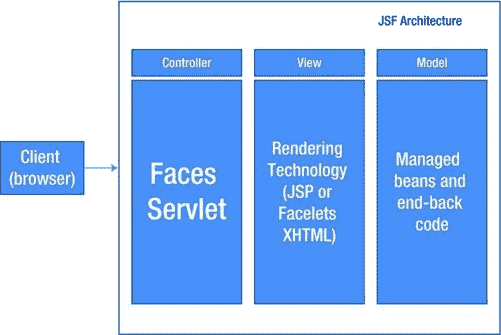 JSF Architecture
Client
(browser)
Controller
Faces
Servlet
View
Rendering
Technology
(JSP or
Facelets
XHTML)
Model
Managed
beans and
end-back
code